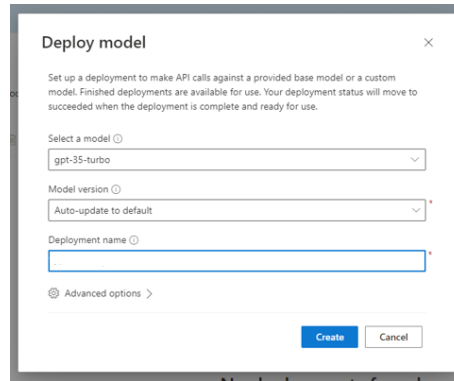 Deploy model
Set up a deployment to make API calls against a provided base model or a custom
model. Finished deployments are available for use. Your deployment status will move to
succeeded when the deployment is complete and ready for use.
Select a model
gpt-35-turbo
Model version
Auto-update to default
*
Deployment name
*
Advanced options
Create Cancel